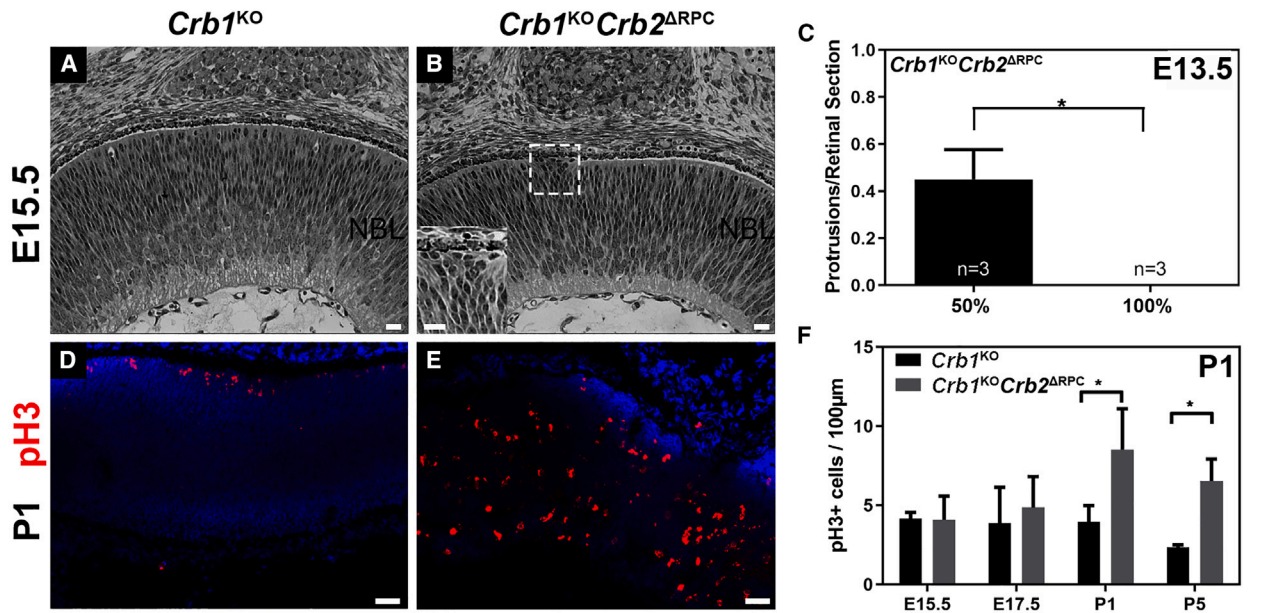 Crb1KO
Crb1KOCrb2ΔRPC
E15.5
A
NBL
B
NBL
P1 pH3
D
E
C
Protrusions/Retinal Section
1.0
0.8
0.6
0.4
0.2
0.0
Crb1KOCrb2ΔRPC
E13.5
*
n=3
n=3
50%
100%
F
pH3+ cells / 100µm
15
10
5
0
Crb1KO
Crb1KOCrb2ΔRPC
P1
*
*
E15.5
E17.5
P1
P5